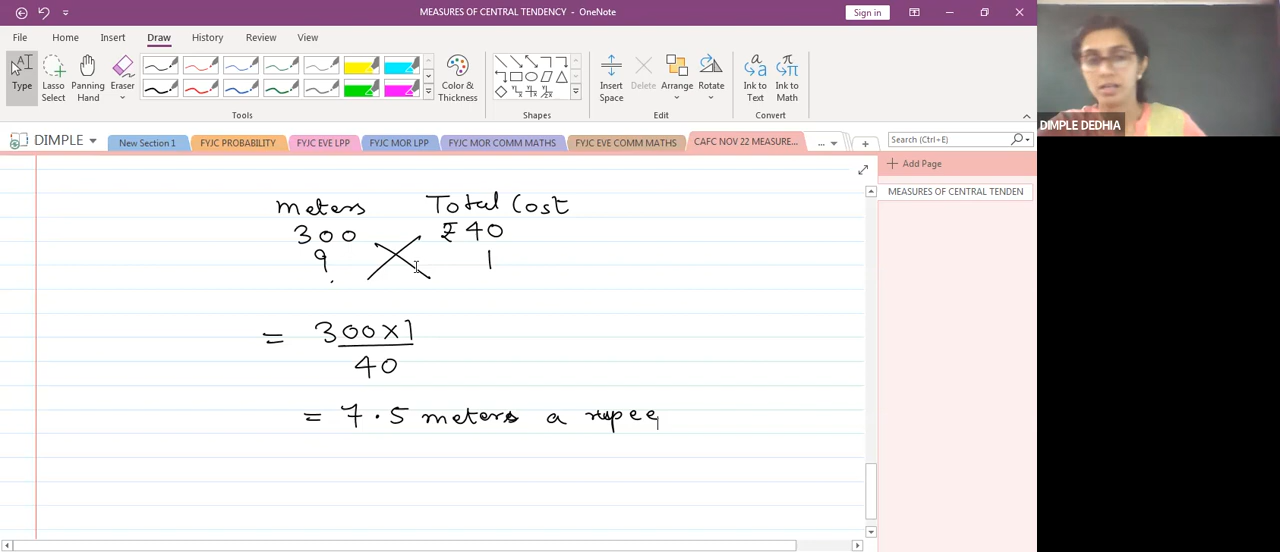 MEASURES OF CENTRAL TENDENCY - OneNote
Sign in
File Home Insert Draw History Review View
Type
Lasso Select
Panning Hand
Eraser
Color & Thickness
Insert Space
Delete
Arrange
Rotate
Ink to Text
Ink to Math
Tools Shapes Edit Convert
DIMPLE DEDHIA
DIMPLE New Section 1 FYJC PROBABILITY FYJC EVE LPP FYJC MOR LPP FYJC MOR COMM MATHS FYJC EVE COMM MATHS CAFC NOV 22 MEASURE... ... Search (Ctrl+E)
Add Page
MEASURES OF CENTRAL TENDEN
meters Total Cost
300 ₹40
? 1
= 300 × 1
40
= 7.5 meters a rupee